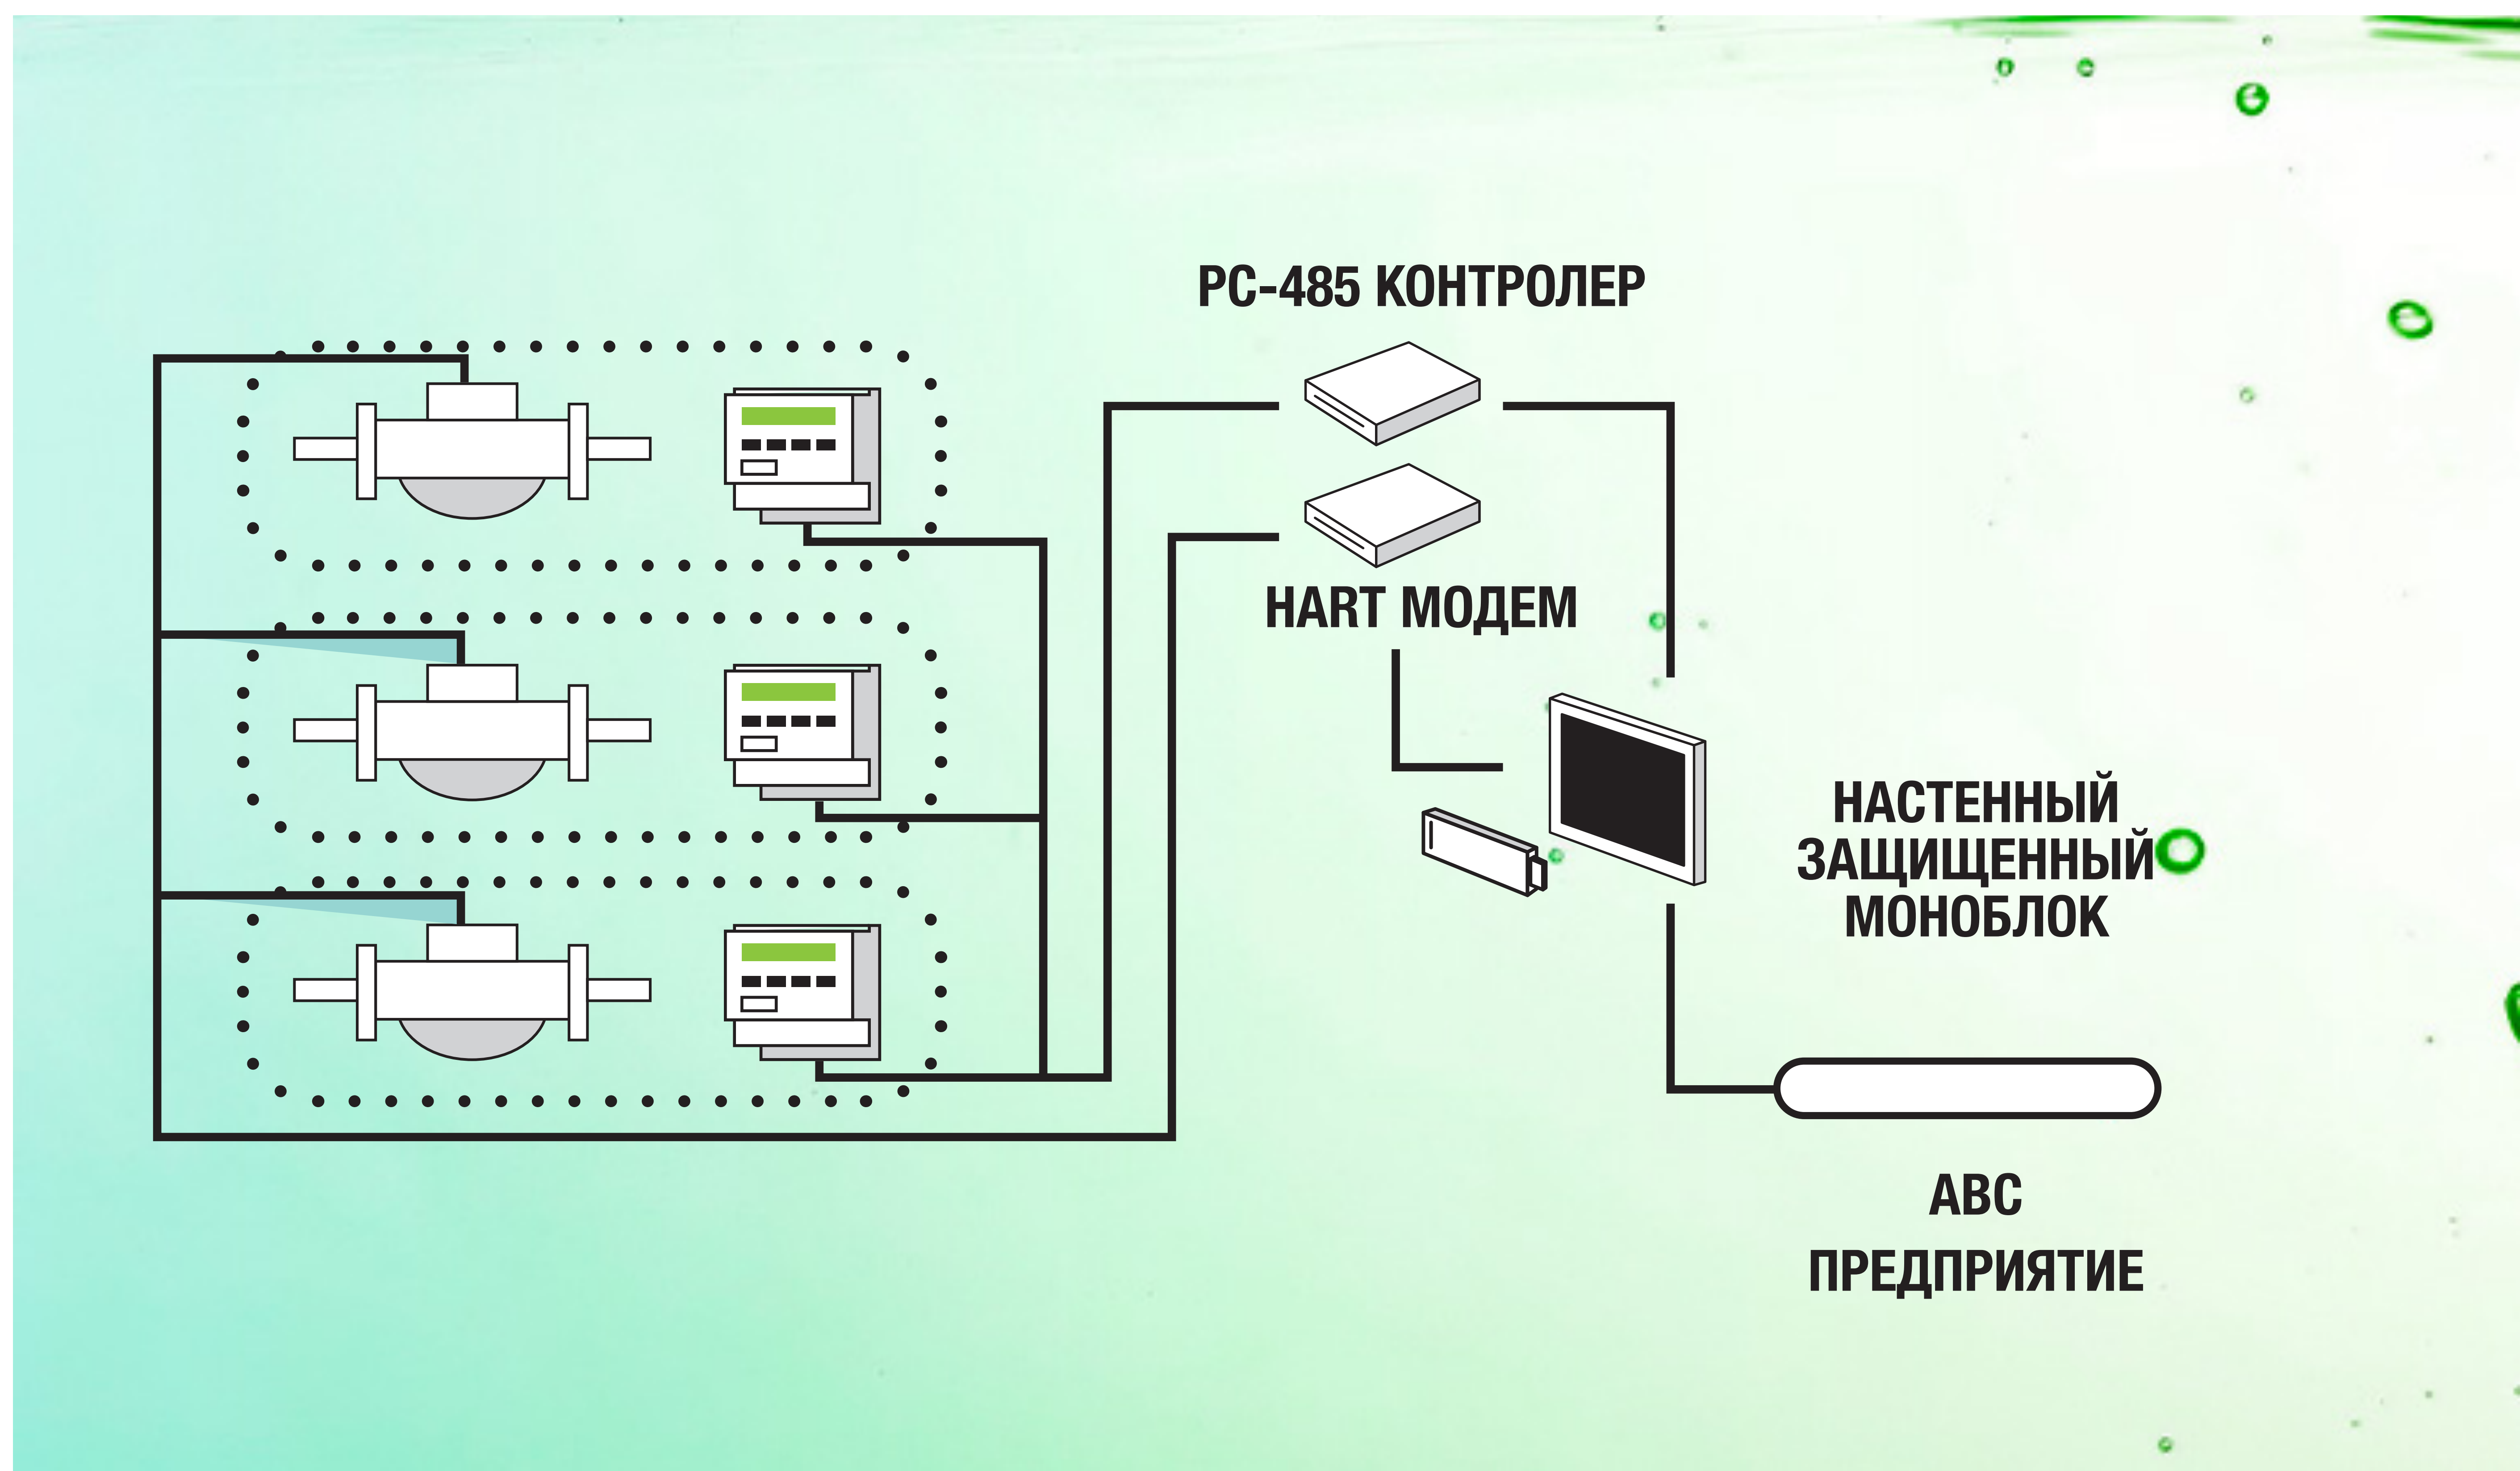 РС-485 КОНТРОЛЕР
HART МОДЕМ
НАСТЕННЫЙ
ЗАЩИЩЕННЫЙ
МОНОБЛОК
АВС
ПРЕДПРИЯТИЕ